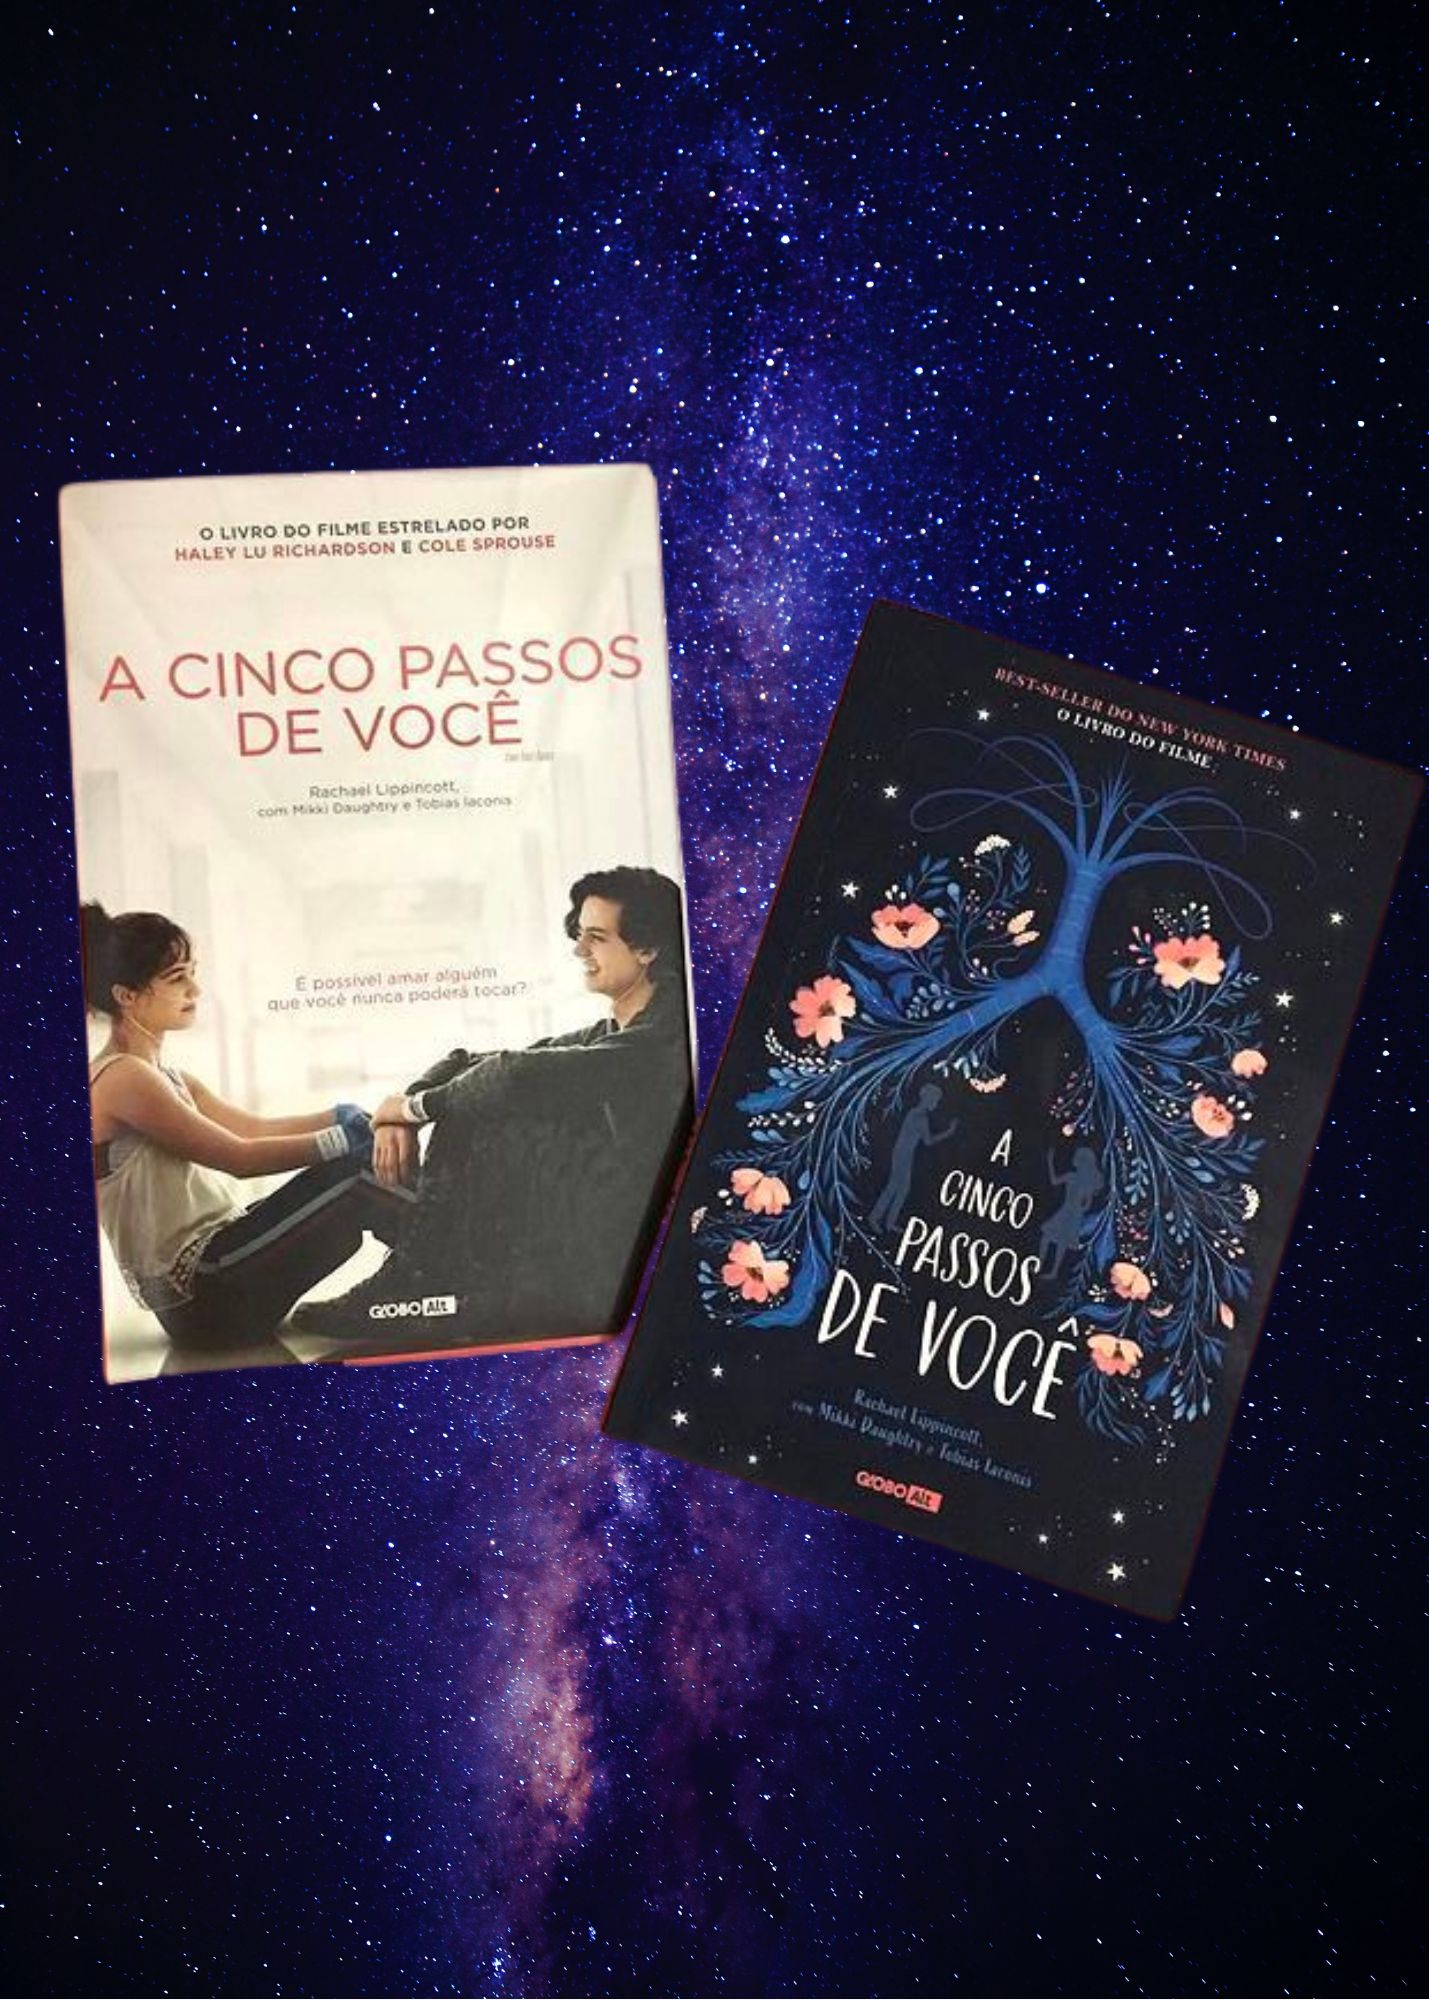 O LIVRO DO FILME ESTRELADO POR
HALEY LU RICHARDSON E COLE SPROUSE
A CINCO PASSOS
DE VOCÊ
Rachael Lippincott,
com Mikki Daughtry e Tobias Iaconis
É possível amar alguém
que você nunca poderá tocar?
GLOBO Alt
BEST-SELLER DO NEW YORK TIMES
O LIVRO DO FILME
A
CINCO
PASSOS
DE VOCÊ
Rachael Lippincott,
com Mikki Daughtry e Tobias Iaconis
GLOBO Alt